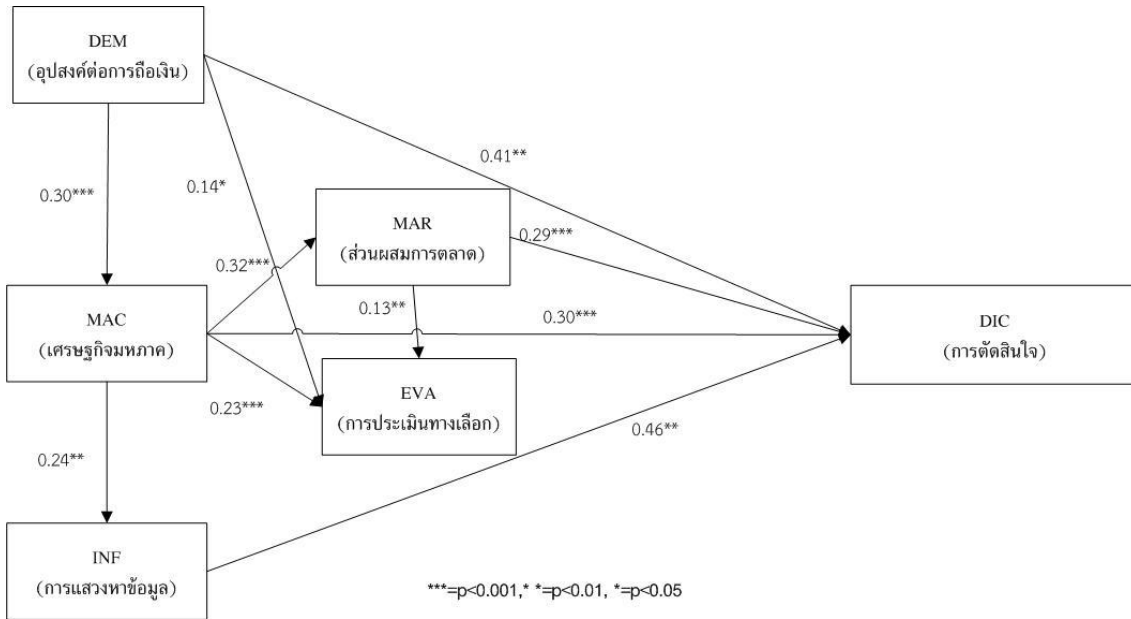 DEM
(อุปสงค์ต่อการถือเงิน)
0.41**
0.14*
0.30***
MAR
(ส่วนผสมการตลาด)
0.29***
0.32***
MAC
(เศรษฐกิจมหภาค)
0.13**
0.30***
DIC
(การตัดสินใจ)
EVA
(การประเมินทางเลือก)
0.23***
0.46**
0.24**
INF
(การแสวงหาข้อมูล)
***=p<0.001,* *=p<0.01, *=p<0.05